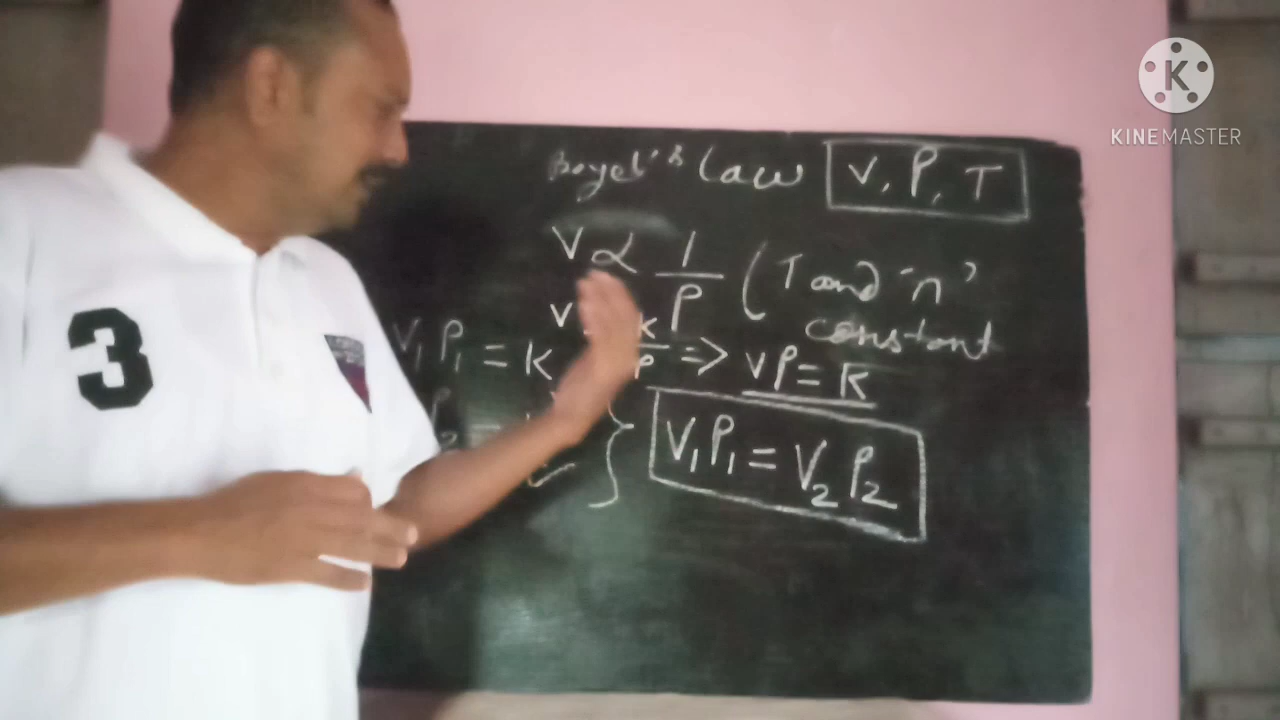 Boyel's Law V, P, T
V ∝ 1/P (T and 'n' constant
V K/P => VP = K
V₁P₁ = K
V₁P₁ = V₂P₂
3
K
KINEMASTER